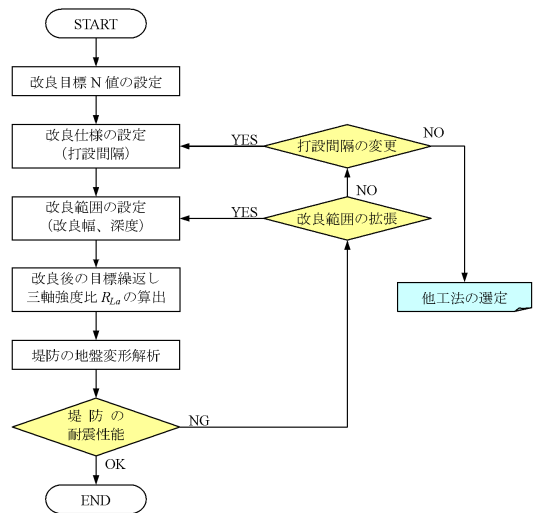 START
改良目標 N 値の設定
改良仕様の設定
（打設間隔）
YES
打設間隔の変更
NO
NO
改良範囲の設定
（改良幅、深度）
YES
改良範囲の拡張
改良後の目標繰返し
三軸強度比 RLa の算出
他工法の選定
堤防の地盤変形解析
堤 防 の
耐震性能
NG
OK
END